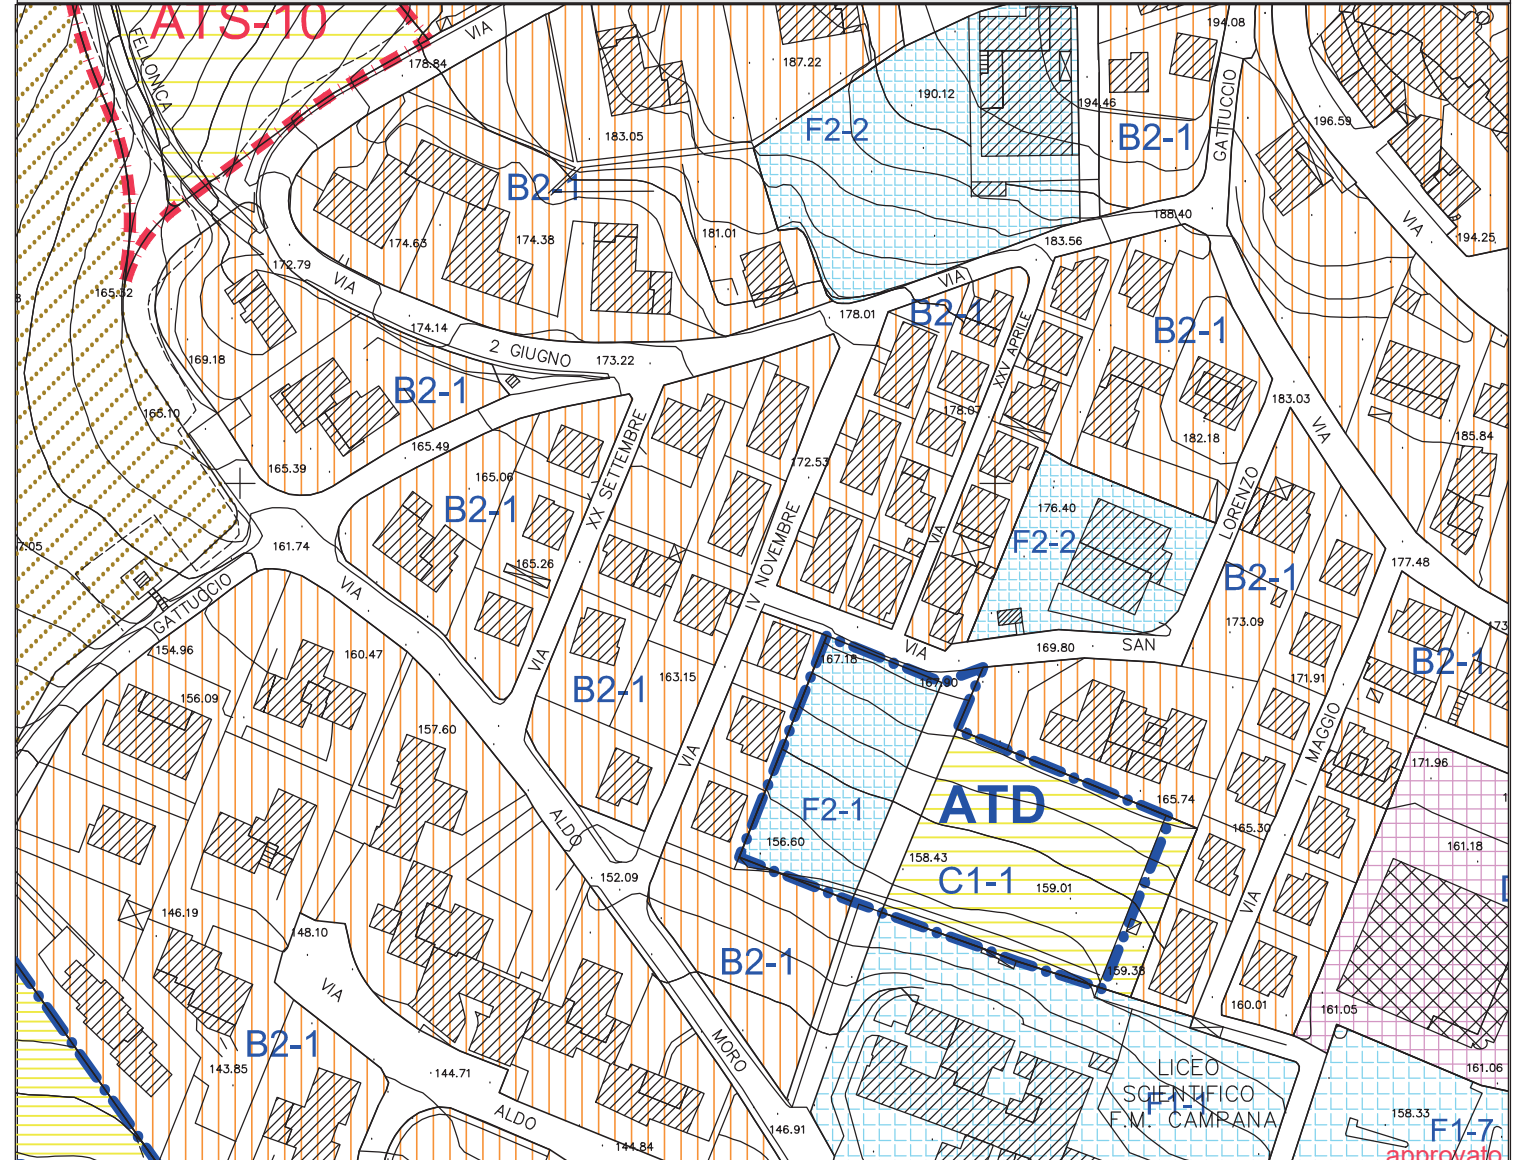 ATS-10
FELONCA
VIA
178.84
187.22
194.08
190.12
194.46
GATTUCCIO
196.59
F2-2
B2-1
183.05
B2-1
188.40
VIA
174.63
174.38
181.01
183.56
194.25
172.79
VIA
165.52
VIA
178.01
B2-1
B2-1
174.14
2 GIUGNO
173.22
XXV APRILE
169.18
B2-1
165.10
178.07
183.03
VIA
182.18
185.84
165.49
165.39
XX SETTEMBRE
172.53
165.06
B2-1
176.40
LORENZO
IV NOVEMBRE
VIA
F2-2
7.05
161.74
165.26
177.48
VIA
B2-1
GATTUCCIO
154.96
160.47
VIA
167.18
VIA
169.80
SAN
173.09
173
B2-1
163.15
B2-1
167.90
171.91
156.09
157.60
VIA
I MAGGIO
171.96
ATD
165.74
F2-1
ALDO
156.60
165.30
161.18
158.43
152.09
C1-1
159.01
VIA
146.19
148.10
B2-1
159.38
VIA
160.01
161.05
B2-1
MORO
143.85
144.71
LICEO
SCIENTIFICO
F.M. CAMPANA
F1-1
161.06
ALDO
146.91
158.33
F1-7
144.84
approvato